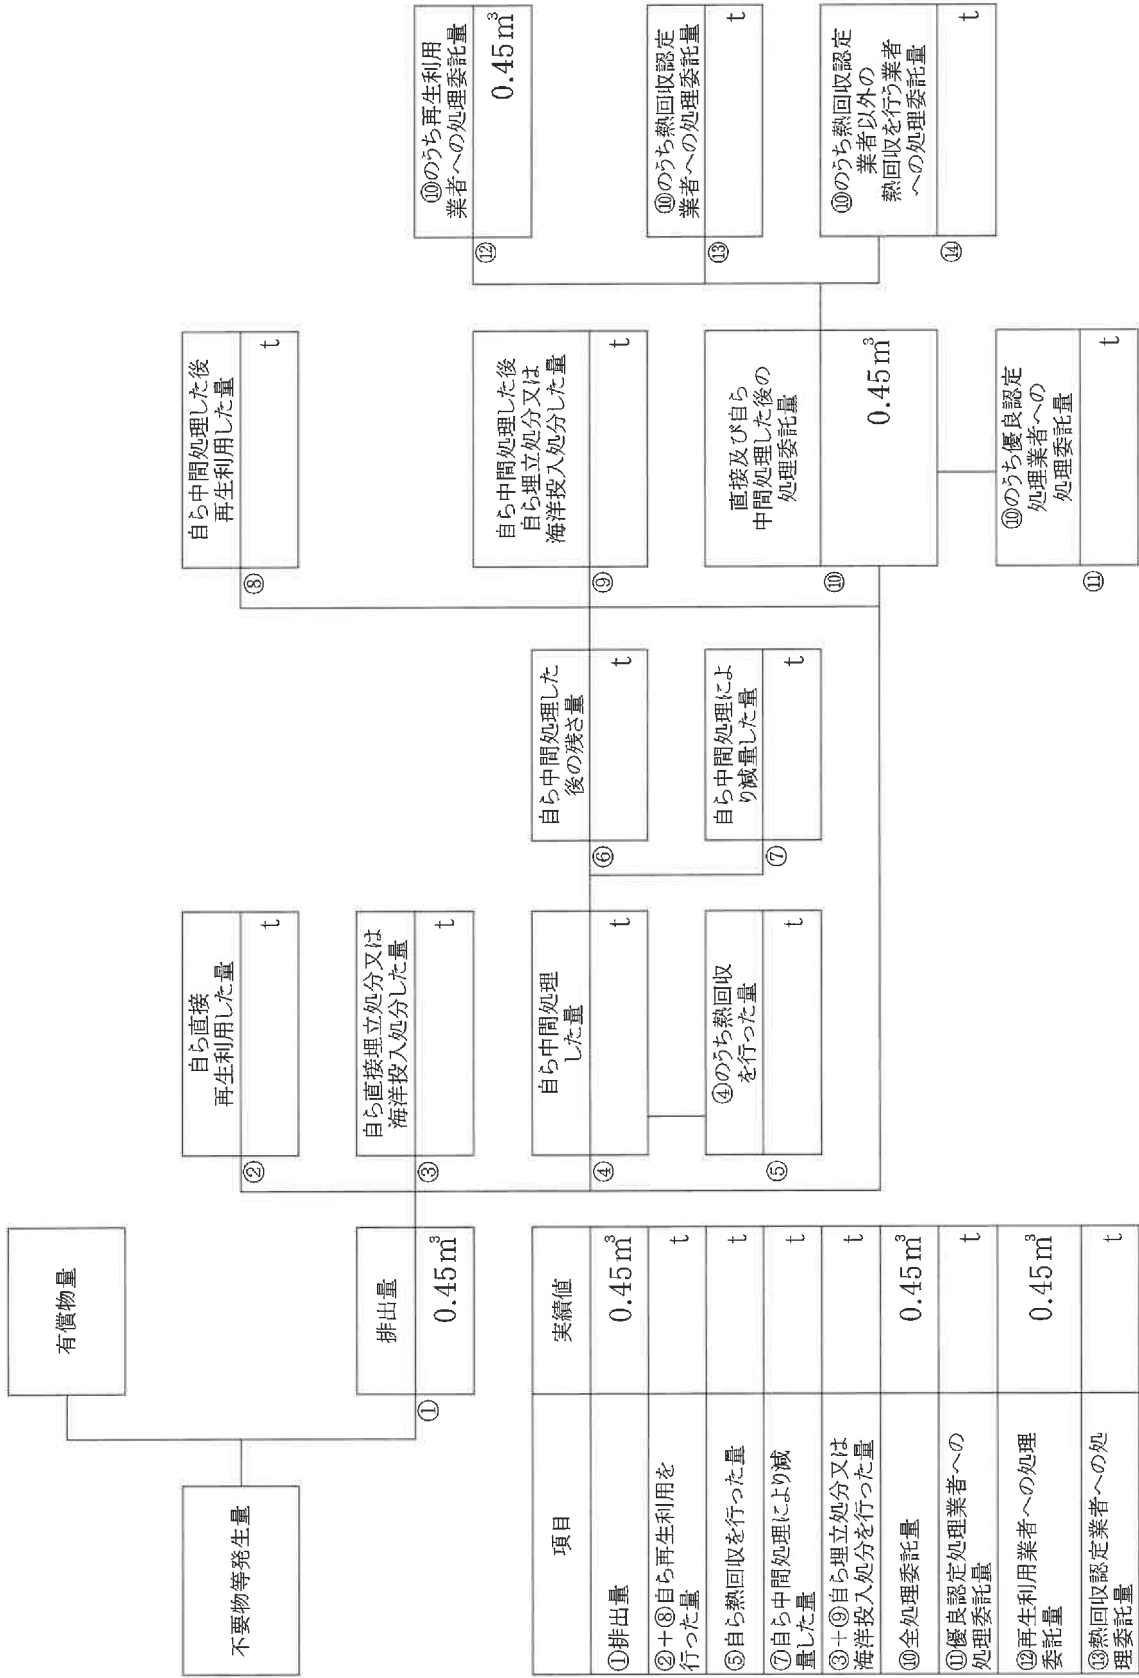 不要物等発生量
有償物量
排出量
①
0.45m³
自ら直接
再生利用した量
②
t
自ら直接埋立処分又は
海洋投入処分した量
③
t
自ら中間処理
した量
④
t
④のうち熱回収
を行った量
⑤
t
自ら中間処理した
後の残さ量
⑥
t
自ら中間処理によ
り減量した量
⑦
t
自ら中間処理した後
再生利用した量
⑧
t
自ら中間処理した後
自ら埋立処分又は
海洋投入処分した量
⑨
t
直接及び自ら
中間処理した後の
処理委託量
⑩
0.45m³
⑩のうち優良認定
処理業者への
処理委託量
⑪
t
⑩のうち再生利用
業者への処理委託量
⑫
0.45m³
⑩のうち熱回収認定
業者への処理委託量
⑬
t
⑩のうち熱回収認定
業者以外の
熱回収を行う業者
への処理委託量
⑭
t
項目 実績値
①排出量 0.45m³
②+⑧自ら再生利用を
行った量 t
⑤自ら熱回収を行った量 t
⑦自ら中間処理により減
量した量 t
③+⑨自ら埋立処分又は
海洋投入処分を行った量 t
⑩全処理委託量 0.45m³
⑪優良認定処理業者への
処理委託量 t
⑫再生利用業者への処理
委託量 0.45m³
⑬熱回収認定業者への処
理委託量 t